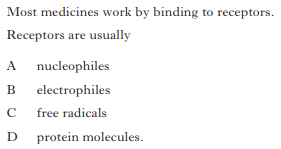 Most medicines work by binding to receptors.
Receptors are usually
A nucleophiles
B electrophiles
C free radicals
D protein molecules.